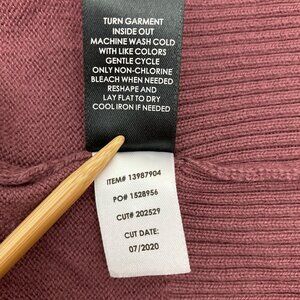 TURN GARMENT
INSIDE OUT
MACHINE WASH COLD
WITH LIKE COLORS
GENTLE CYCLE
ONLY NON-CHLORINE
BLEACH WHEN NEEDED
RESHAPE AND
LAY FLAT TO DRY
COOL IRON IF NEEDED
ITEM# 13987904
PO# 1528956
CUT# 202529
CUT DATE:
07/2020